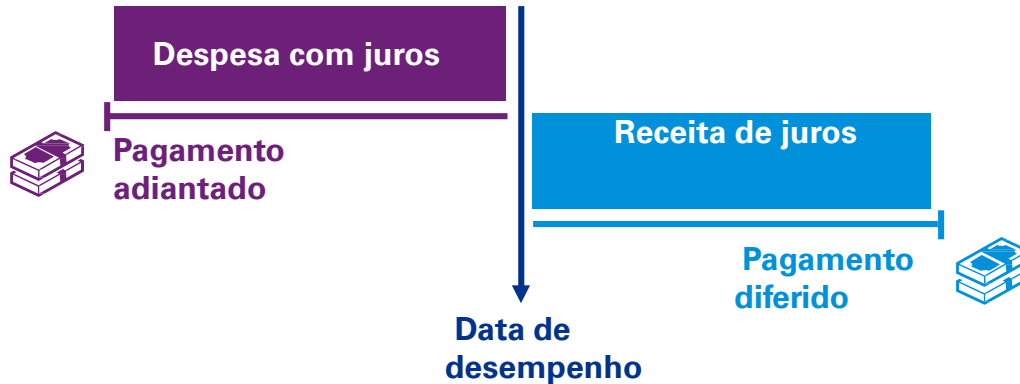 Despesa com juros
Pagamento
adiantado
Receita de juros
Pagamento
diferido
Data de
desempenho